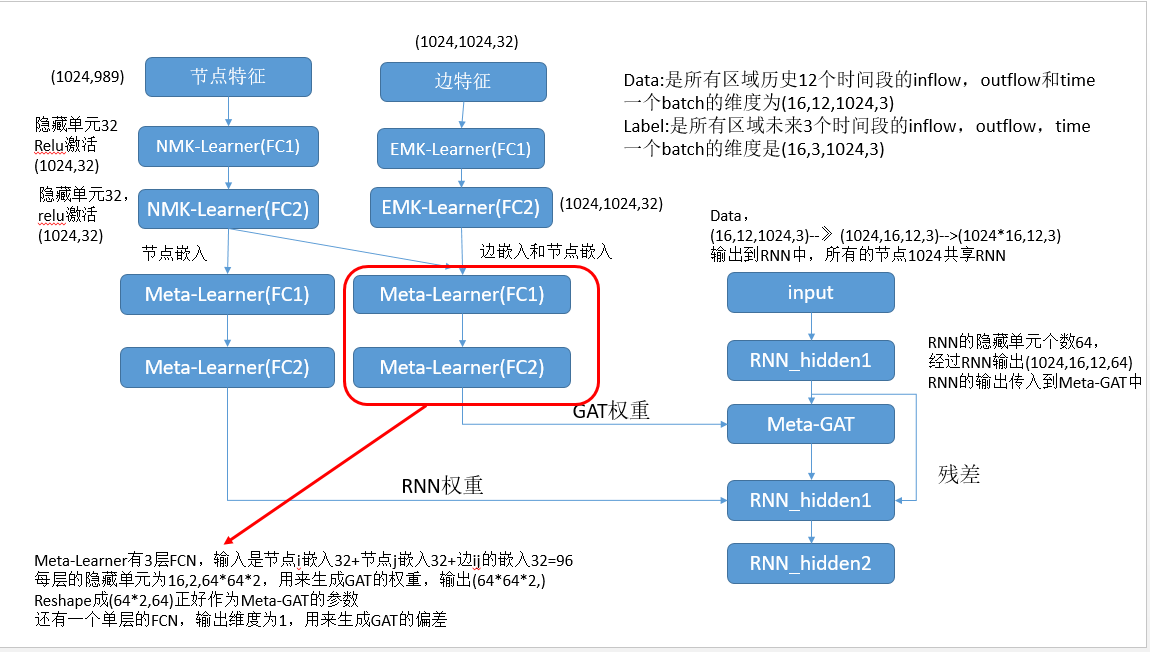 (1024,1024,32)
(1024,989)
节点特征
边特征
Data:是所有区域历史12个时间段的inflow，outflow和time
一个batch的维度为(16,12,1024,3)
Label:是所有区域未来3个时间段的inflow，outflow，time
一个batch的维度是(16,3,1024,3)
隐藏单元32
Relu激活
(1024,32)
NMK-Learner(FC1)
EMK-Learner(FC1)
隐藏单元32，
relu激活
(1024,32)
NMK-Learner(FC2)
EMK-Learner(FC2)
(1024,1024,32)
节点嵌入
边嵌入和节点嵌入
Data，
(16,12,1024,3)--》(1024,16,12,3)-->(1024*16,12,3)
输出到RNN中，所有的节点1024共享RNN
Meta-Learner(FC1)
Meta-Learner(FC1)
input
Meta-Learner(FC2)
Meta-Learner(FC2)
RNN_hidden1
RNN的隐藏单元个数64，
经过RNN输出(1024,16,12,64)
RNN的输出传入到Meta-GAT中
GAT权重
Meta-GAT
残差
RNN权重
RNN_hidden1
RNN_hidden2
Meta-Learner有3层FCN，输入是节点i嵌入32+节点j嵌入32+边ij的嵌入32=96
每层的隐藏单元为16,2,64*64*2，用来生成GAT的权重，输出(64*64*2,)
Reshape成(64*2,64)正好作为Meta-GAT的参数
还有一个单层的FCN，输出维度为1，用来生成GAT的偏差